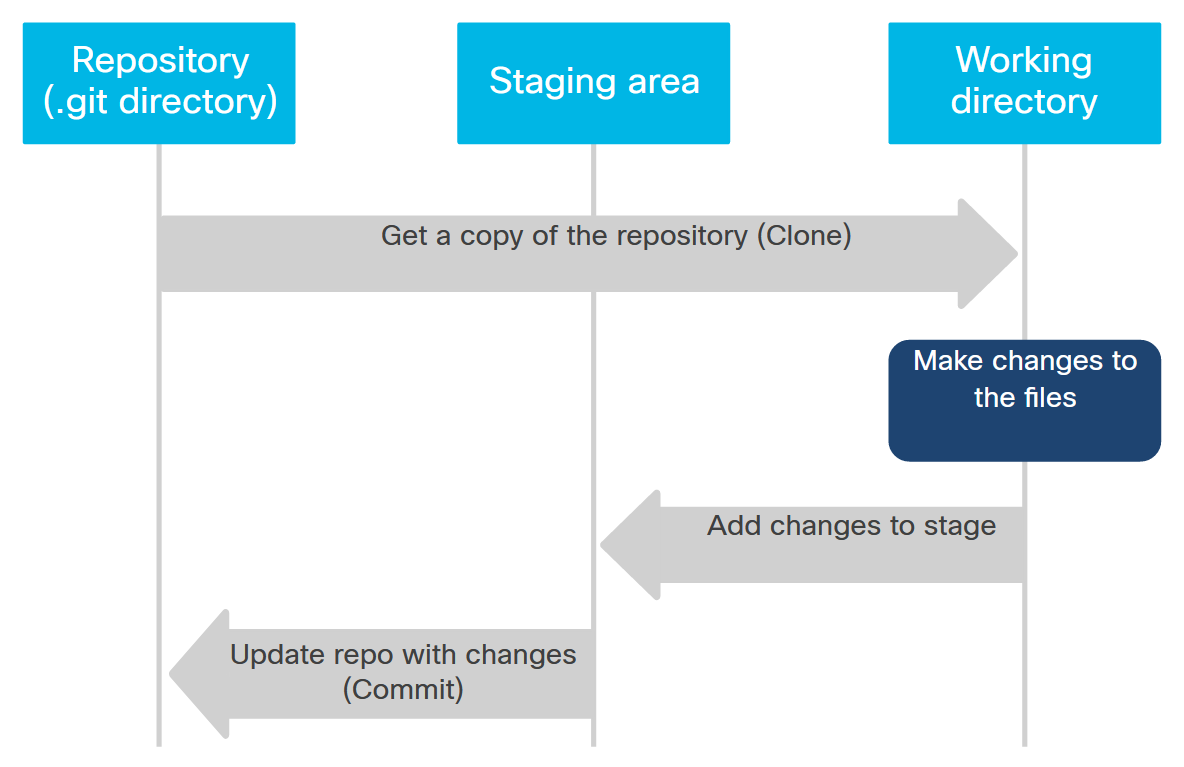 Repository
(.git directory)
Staging area
Working
directory
Get a copy of the repository (Clone)
Make changes to
the files
Add changes to stage
Update repo with changes
(Commit)